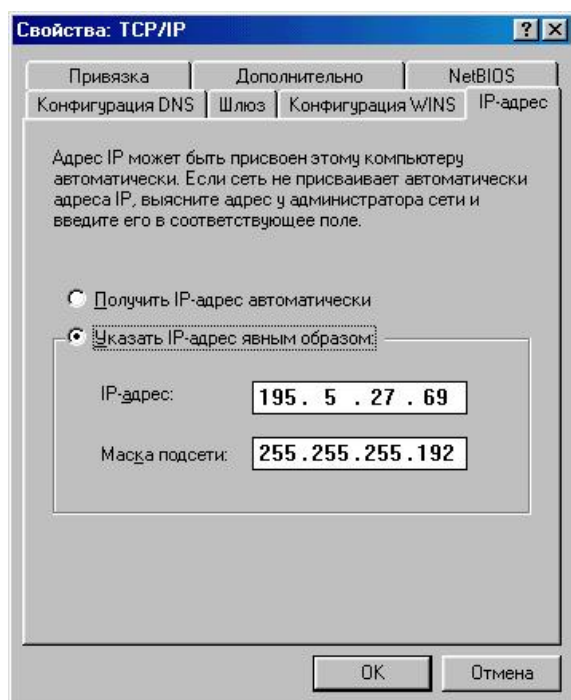 Свойства: TCP/IP
Привязка Дополнительно NetBIOS
Конфигурация DNS Шлюз Конфигурация WINS IP-адрес
Адрес IP может быть присвоен этому компьютеру
автоматически. Если сеть не присваивает автоматически
адреса IP, выясните адрес у администратора сети и
введите его в соответствующее поле.
Получить IP-адрес автоматически
Указать IP-адрес явным образом:
IP-адрес: 195. 5 .27 .69
Маска подсети: 255.255.255.192
OK Отмена